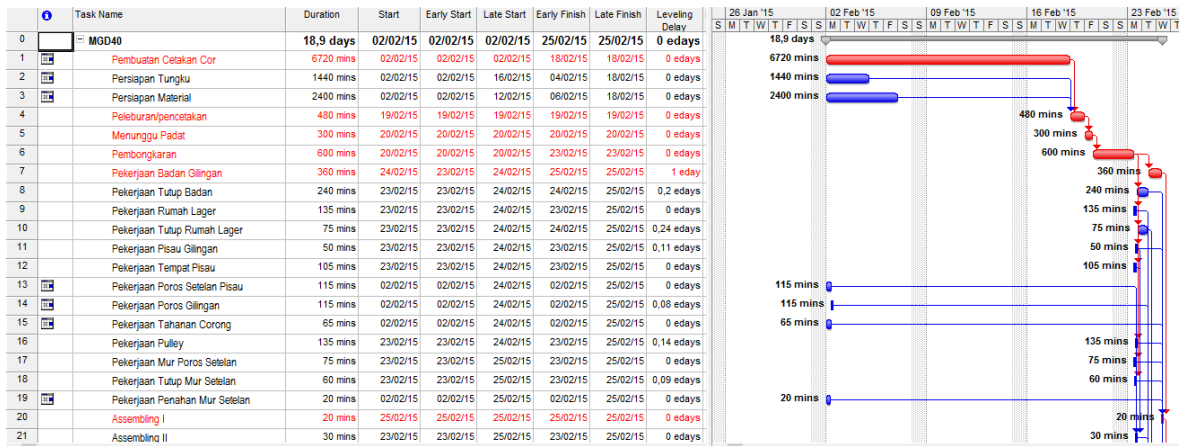 Task Name Duration Start Early Start Late Start Early Finish Late Finish Leveling Delay 26 Jan '15 02 Feb '15 09 Feb '15 16 Feb '15 23 Feb '15
S M T W T F S S M T W T F S S M T W T F S S M T W T F S S M T W T
0 MGD40 18,9 days 02/02/15 02/02/15 02/02/15 25/02/15 25/02/15 0 edays 18,9 days
1 Pembuatan Cetakan Cor 6720 mins 02/02/15 02/02/15 02/02/15 18/02/15 18/02/15 0 edays 6720 mins
2 Persiapan Tungku 1440 mins 02/02/15 02/02/15 16/02/15 04/02/15 18/02/15 0 edays 1440 mins
3 Persiapan Material 2400 mins 02/02/15 02/02/15 12/02/15 06/02/15 18/02/15 0 edays 2400 mins
4 Peleburan/pencetakan 480 mins 19/02/15 19/02/15 19/02/15 19/02/15 19/02/15 0 edays 480 mins
5 Menunggu Padat 300 mins 20/02/15 20/02/15 20/02/15 20/02/15 20/02/15 0 edays 300 mins
6 Pembongkaran 600 mins 20/02/15 20/02/15 20/02/15 23/02/15 23/02/15 0 edays 600 mins
7 Pekerjaan Badan Gilingan 360 mins 24/02/15 23/02/15 24/02/15 25/02/15 25/02/15 1 eday 360 mins
8 Pekerjaan Tutup Badan 240 mins 23/02/15 23/02/15 24/02/15 24/02/15 25/02/15 0,2 edays 240 mins
9 Pekerjaan Rumah Lager 135 mins 23/02/15 23/02/15 24/02/15 23/02/15 25/02/15 0 edays 135 mins
10 Pekerjaan Tutup Rumah Lager 75 mins 23/02/15 23/02/15 24/02/15 24/02/15 25/02/15 0,24 edays 75 mins
11 Pekerjaan Pisau Gilingan 50 mins 23/02/15 23/02/15 24/02/15 23/02/15 25/02/15 0,11 edays 50 mins
12 Pekerjaan Tempat Pisau 105 mins 23/02/15 23/02/15 24/02/15 23/02/15 25/02/15 0 edays 105 mins
13 Pekerjaan Poros Setelan Pisau 115 mins 02/02/15 02/02/15 24/02/15 02/02/15 25/02/15 0 edays 115 mins
14 Pekerjaan Poros Gilingan 115 mins 02/02/15 02/02/15 24/02/15 02/02/15 25/02/15 0,08 edays 115 mins
15 Pekerjaan Tahanan Corong 65 mins 02/02/15 02/02/15 24/02/15 02/02/15 25/02/15 0 edays 65 mins
16 Pekerjaan Pulley 135 mins 23/02/15 23/02/15 24/02/15 23/02/15 25/02/15 0,14 edays 135 mins
17 Pekerjaan Mur Poros Setelan 75 mins 23/02/15 23/02/15 25/02/15 23/02/15 25/02/15 0 edays 75 mins
18 Pekerjaan Tutup Mur Setelan 60 mins 23/02/15 23/02/15 25/02/15 23/02/15 25/02/15 0,09 edays 60 mins
19 Pekerjaan Penahan Mur Setelan 20 mins 02/02/15 02/02/15 25/02/15 02/02/15 25/02/15 0 edays 20 mins
20 Assembling I 20 mins 25/02/15 25/02/15 25/02/15 25/02/15 25/02/15 0 edays 20 mins
21 Assembling II 30 mins 23/02/15 23/02/15 25/02/15 23/02/15 25/02/15 0 edays 30 mins